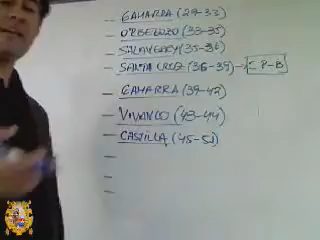 — GAMARRA (29-33)
— ORBEGOZO (33-35)
— SALAVERRY (35-36)
— SANTA CRUZ (36-39) → C P-B
— GAMARRA (39-42)
— VIVANCO (43-44)
— CASTILLA (45-51)
—
—
—